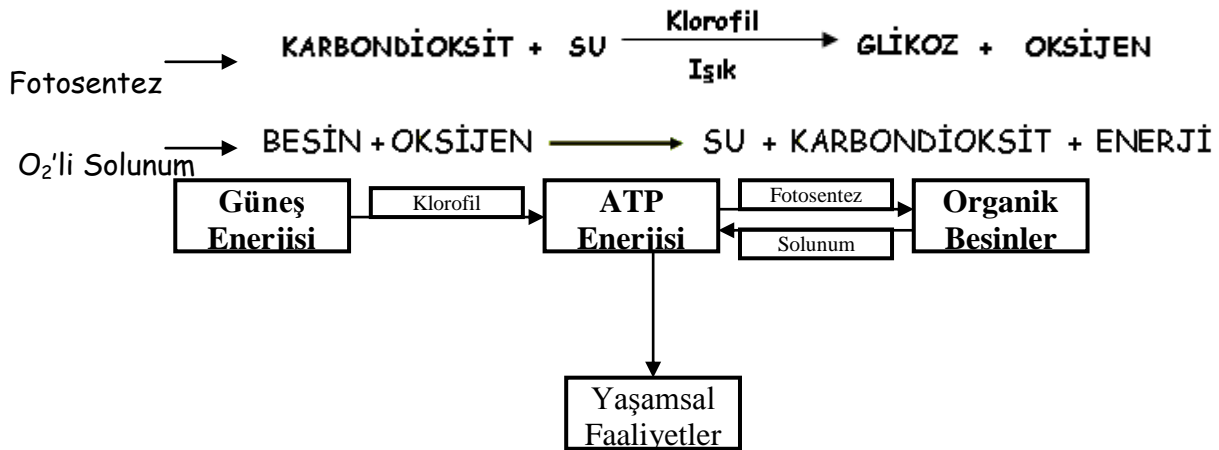 Klorofil
KARBONDİOKSİT + SU GLİKOZ + OKSİJEN
Işık
Fotosentez
BESİN + OKSİJEN SU + KARBONDİOKSİT + ENERJİ
O₂'li Solunum
Güneş Enerjisi
Klorofil
ATP Enerjisi
Fotosentez
Solunum
Organik Besinler
Yaşamsal
Faaliyetler